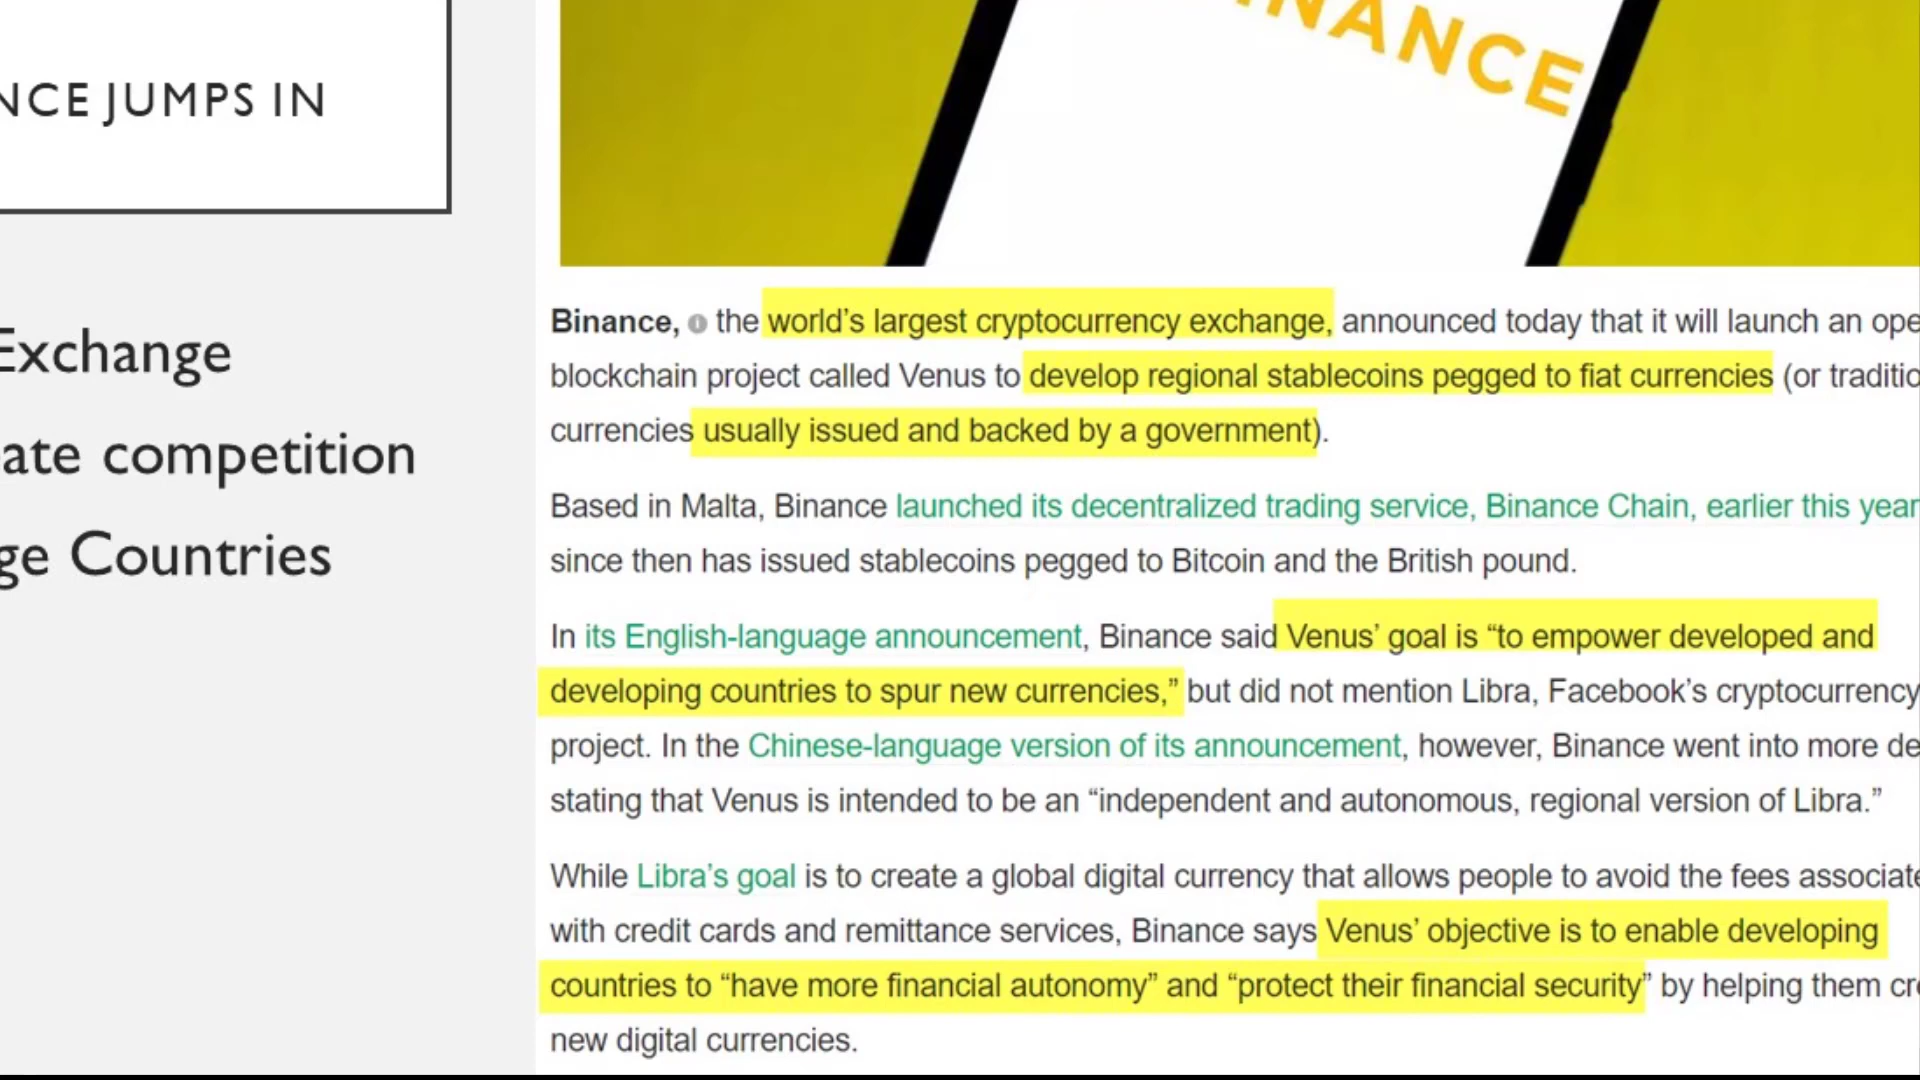 NCE JUMPS IN
Exchange
ate competition
ge Countries
INANCE
Binance, the world’s largest cryptocurrency exchange, announced today that it will launch an ope
blockchain project called Venus to develop regional stablecoins pegged to fiat currencies (or traditio
currencies usually issued and backed by a government).
Based in Malta, Binance launched its decentralized trading service, Binance Chain, earlier this year
since then has issued stablecoins pegged to Bitcoin and the British pound.
In its English-language announcement, Binance said Venus’ goal is “to empower developed and
developing countries to spur new currencies,” but did not mention Libra, Facebook’s cryptocurrency
project. In the Chinese-language version of its announcement, however, Binance went into more de
stating that Venus is intended to be an “independent and autonomous, regional version of Libra.”
While Libra’s goal is to create a global digital currency that allows people to avoid the fees associate
with credit cards and remittance services, Binance says Venus’ objective is to enable developing
countries to “have more financial autonomy” and “protect their financial security” by helping them cre
new digital currencies.